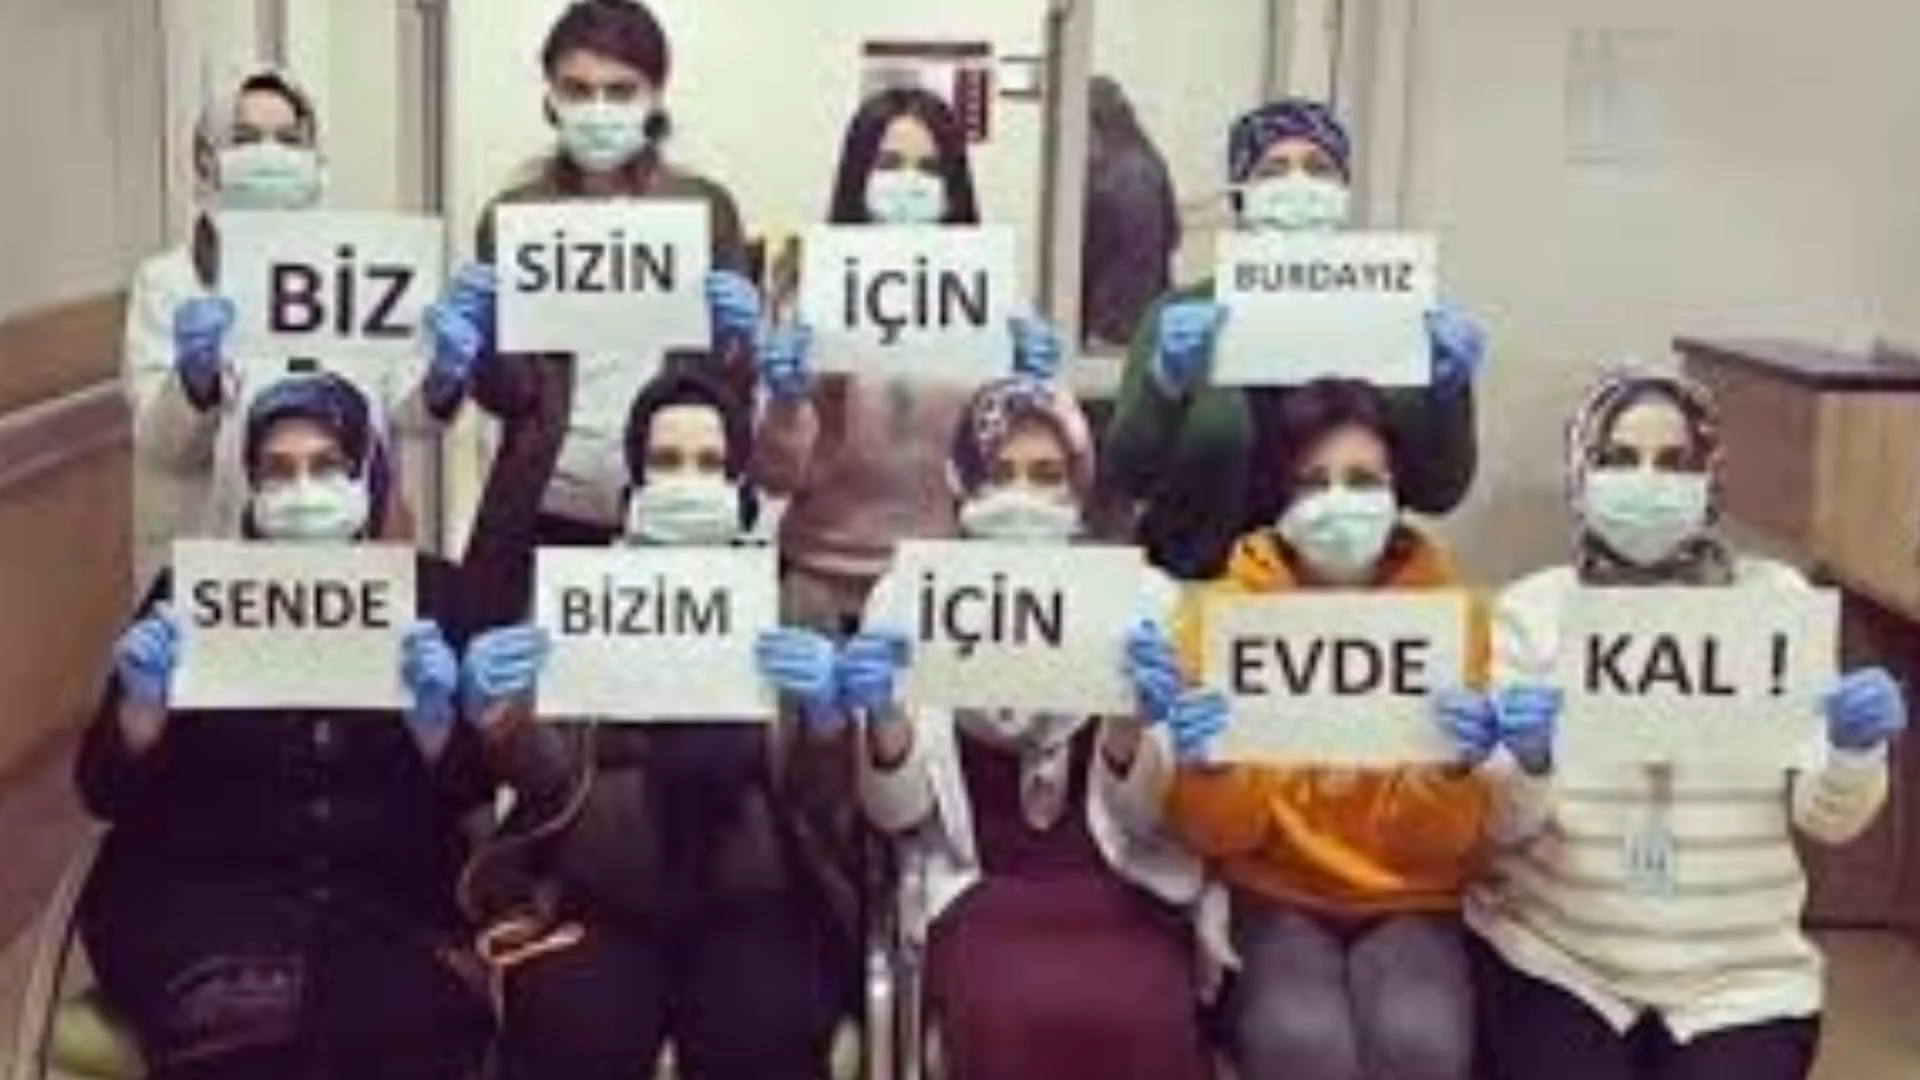 BİZ SİZİN İÇİN BURDAYIZ
SENDE BİZİM İÇİN EVDE KAL !